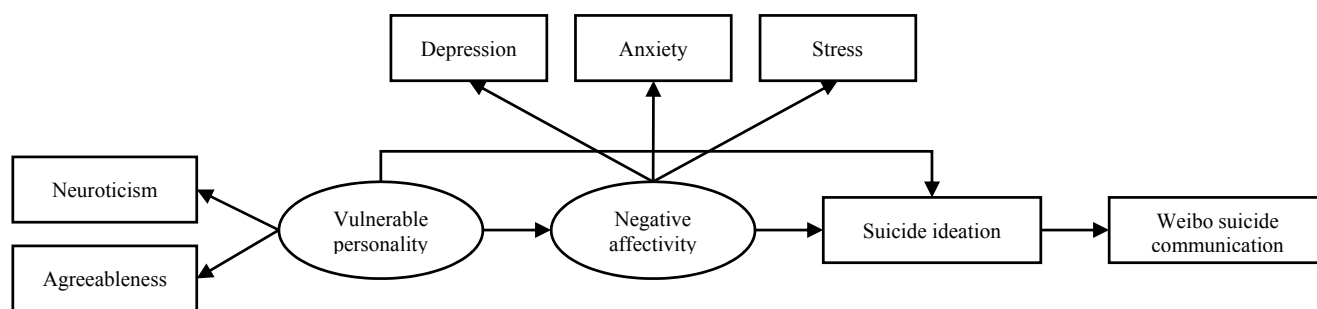 Depression
Anxiety
Stress
Neuroticism
Agreeableness
Vulnerable
personality
Negative
affectivity
Suicide ideation
Weibo suicide
communication